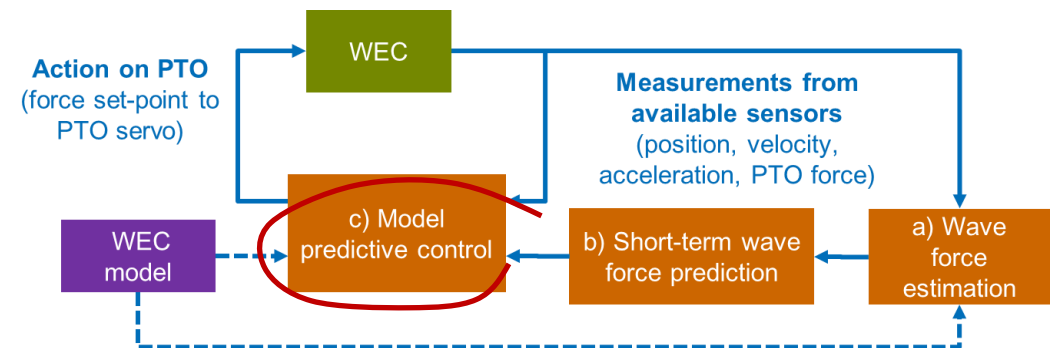 WEC
Action on PTO
(force set-point to
PTO servo)
Measurements from
available sensors
(position, velocity,
acceleration, PTO force)
WEC
model
c) Model
predictive control
b) Short-term wave
force prediction
a) Wave
force
estimation